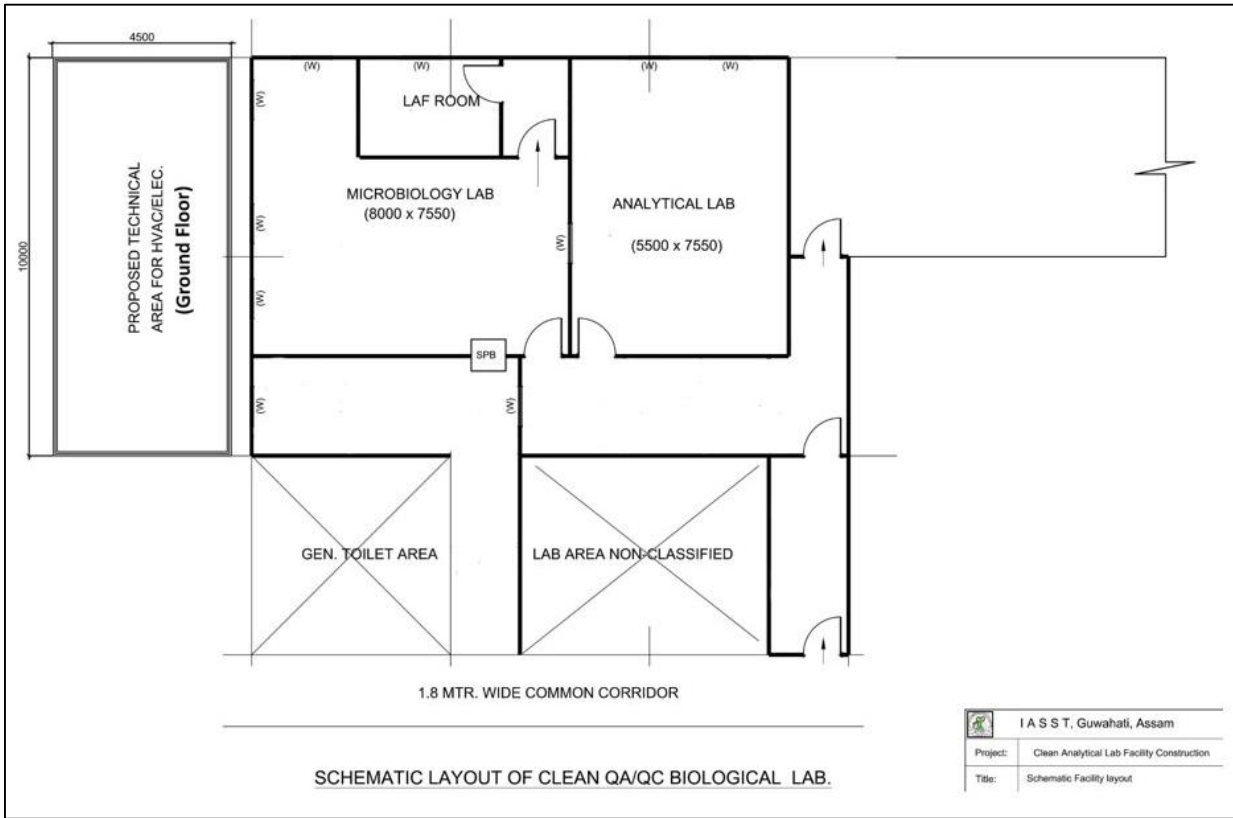 4500
(W)
(W)
(W)
(W)
(W)
LAF ROOM
MICROBIOLOGY LAB
(8000 x 7550)
ANALYTICAL LAB
(5500 x 7550)
(W)
(W)
(W)
10000
PROPOSED TECHNICAL
AREA FOR HVAC/ELEC.
(Ground Floor)
SPB
(W)
(W)
GEN. TOILET AREA
LAB AREA NON-CLASSIFIED
1.8 MTR. WIDE COMMON CORRIDOR
SCHEMATIC LAYOUT OF CLEAN QA/QC BIOLOGICAL LAB.
I A S S T, Guwahati, Assam
Project: Clean Analytical Lab Facility Construction
Title: Schematic Facility layout